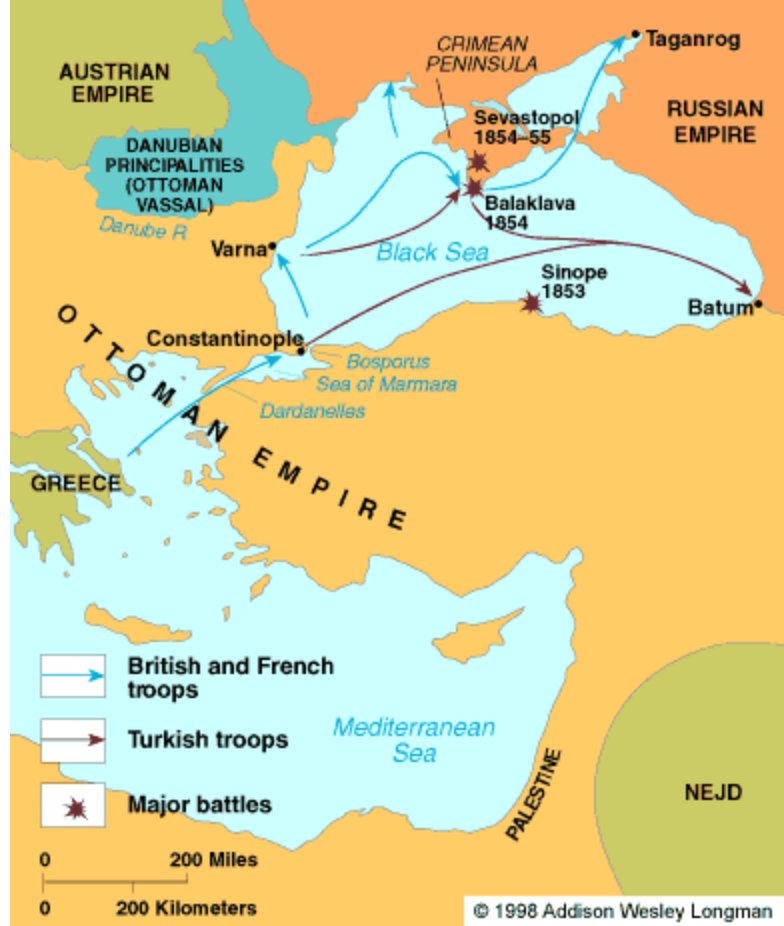 CRIMEAN
PENINSULA
Taganrog
AUSTRIAN
EMPIRE
RUSSIAN
EMPIRE
Sevastopol
1854–55
DANUBIAN
PRINCIPALITIES
(OTTOMAN
VASSAL)
Danube R
Balaklava
1854
Varna
Black Sea
Sinope
1853
Batum
Constantinople
Bosporus
Sea of Marmara
Dardanelles
OTTOMAN EMPIRE
GREECE
British and French
troops
Turkish troops
Major battles
Mediterranean
Sea
PALESTINE
NEJD
0 200 Miles
0 200 Kilometers
© 1998 Addison Wesley Longman